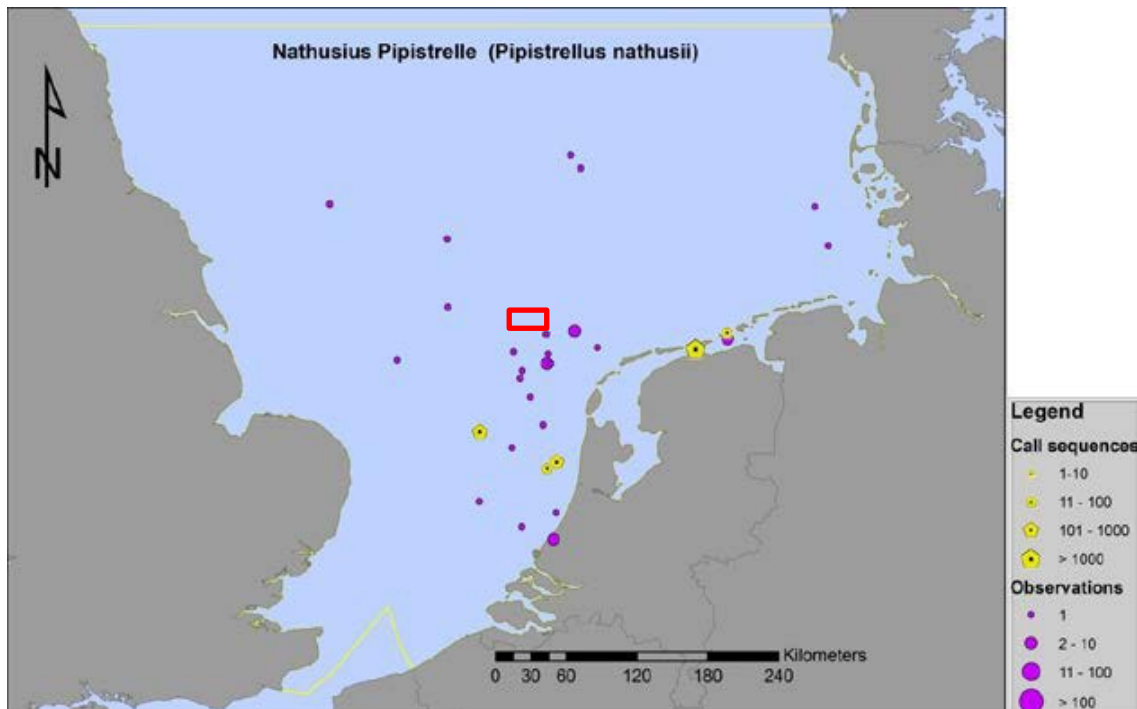 Nathusius Pipistrelle (Pipistrellus nathusii)
N
Legend
Call sequences
1-10
11 - 100
101 - 1000
> 1000
Observations
1
2 - 10
11 - 100
> 100
Kilometers
0 30 60 120 180 240